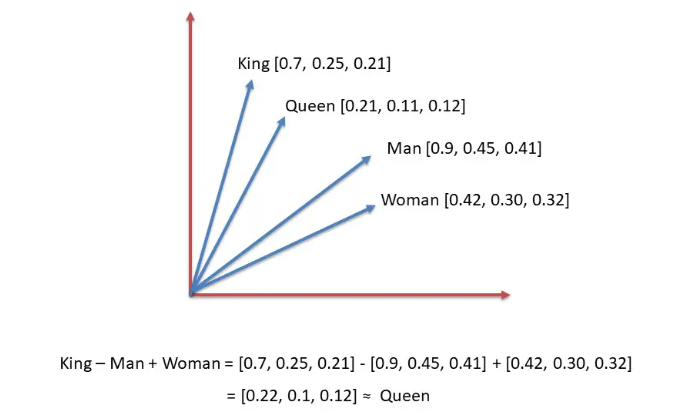 King [0.7, 0.25, 0.21]
Queen [0.21, 0.11, 0.12]
Man [0.9, 0.45, 0.41]
Woman [0.42, 0.30, 0.32]
King – Man + Woman = [0.7, 0.25, 0.21] - [0.9, 0.45, 0.41] + [0.42, 0.30, 0.32]
= [0.22, 0.1, 0.12] ≈ Queen